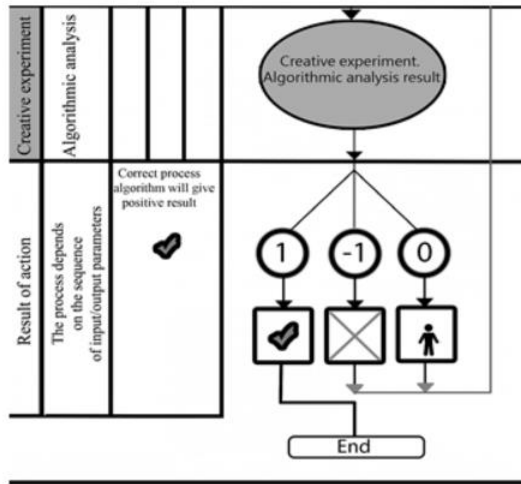 Creative experiment
Algorithmic analysis
Creative experiment.
Algorithmic analysis result
Result of action
The process depends
on the sequence
of input/output parameters
Correct process
algorithm will give
positive result
1
-1
0
End